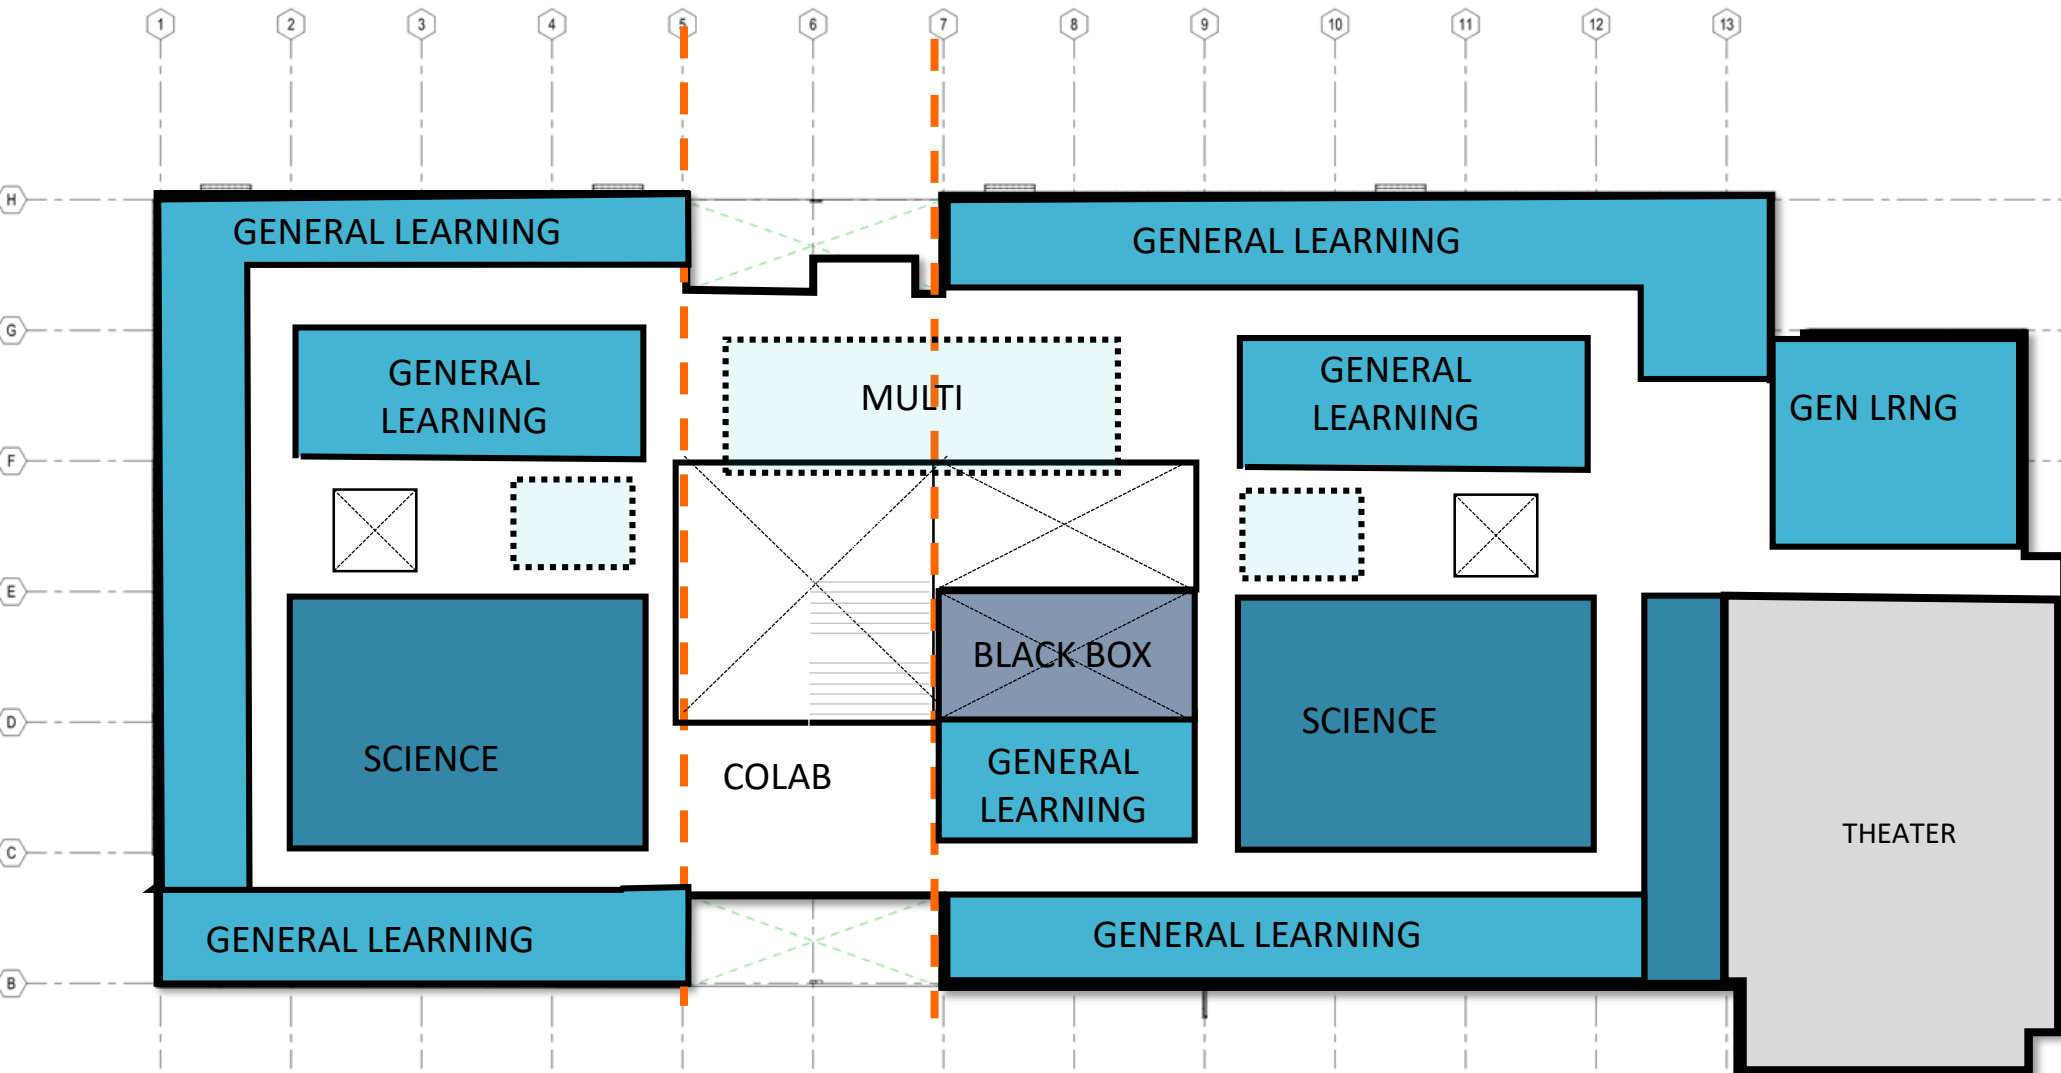 1 2 3 4 5 6 7 8 9 10 11 12 13
H
GENERAL LEARNING
GENERAL LEARNING
G
GENERAL
LEARNING
MULTI
GENERAL
LEARNING
GEN LRNG
F
E
BLACK BOX
SCIENCE
SCIENCE
D
COLAB
GENERAL
LEARNING
THEATER
C
GENERAL LEARNING
GENERAL LEARNING
B